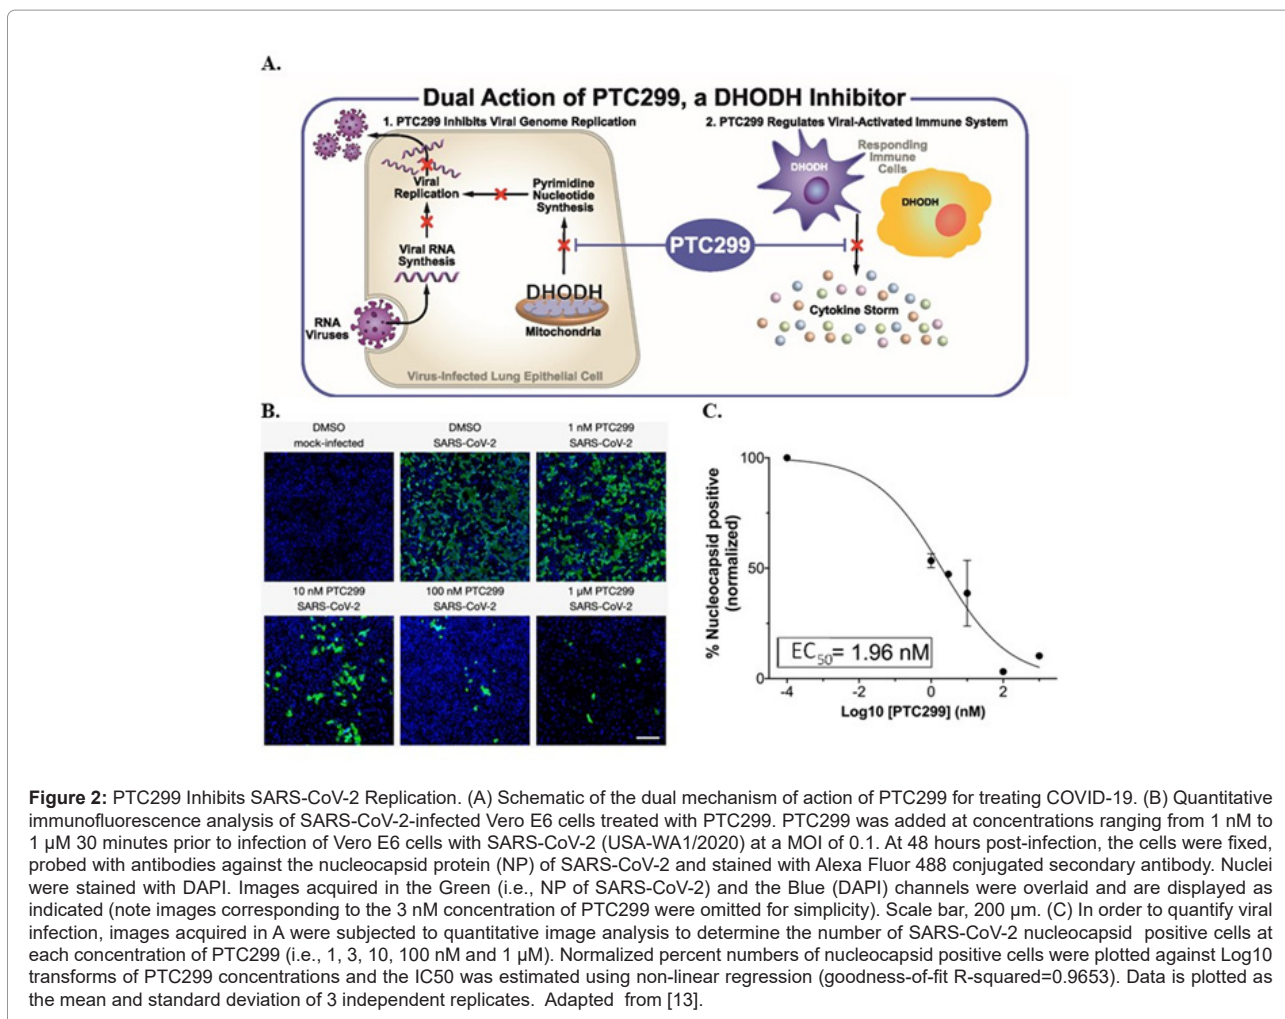 A.
Dual Action of PTC299, a DHODH Inhibitor
1. PTC299 Inhibits Viral Genome Replication
2. PTC299 Regulates Viral-Activated Immune System
Responding
Immune
Cells
DHODH
DHODH
Viral
Replication
Pyrimidine
Nucleotide
Synthesis
PTC299
Viral RNA
Synthesis
DHODH
Mitochondria
RNA
Viruses
Cytokine Storm
Virus-Infected Lung Epithelial Cell
B.
DMSO
mock-infected
DMSO
SARS-CoV-2
1 nM PTC299
SARS-CoV-2
10 nM PTC299
SARS-CoV-2
100 nM PTC299
SARS-CoV-2
1 µM PTC299
SARS-CoV-2
C.
% Nucleocapsid positive
(normalized)
100
50
0
EC50= 1.96 nM
-4
-2
0
2
Log10 [PTC299] (nM)
Figure 2: PTC299 Inhibits SARS-CoV-2 Replication. (A) Schematic of the dual mechanism of action of PTC299 for treating COVID-19. (B) Quantitative
immunofluorescence analysis of SARS-CoV-2-infected Vero E6 cells treated with PTC299. PTC299 was added at concentrations ranging from 1 nM to
1 µM 30 minutes prior to infection of Vero E6 cells with SARS-CoV-2 (USA-WA1/2020) at a MOI of 0.1. At 48 hours post-infection, the cells were fixed,
probed with antibodies against the nucleocapsid protein (NP) of SARS-CoV-2 and stained with Alexa Fluor 488 conjugated secondary antibody. Nuclei
were stained with DAPI. Images acquired in the Green (i.e., NP of SARS-CoV-2) and the Blue (DAPI) channels were overlaid and are displayed as
indicated (note images corresponding to the 3 nM concentration of PTC299 were omitted for simplicity). Scale bar, 200 µm. (C) In order to quantify viral
infection, images acquired in A were subjected to quantitative image analysis to determine the number of SARS-CoV-2 nucleocapsid positive cells at
each concentration of PTC299 (i.e., 1, 3, 10, 100 nM and 1 µM). Normalized percent numbers of nucleocapsid positive cells were plotted against Log10
transforms of PTC299 concentrations and the IC50 was estimated using non-linear regression (goodness-of-fit R-squared=0.9653). Data is plotted as
the mean and standard deviation of 3 independent replicates. Adapted from [13].